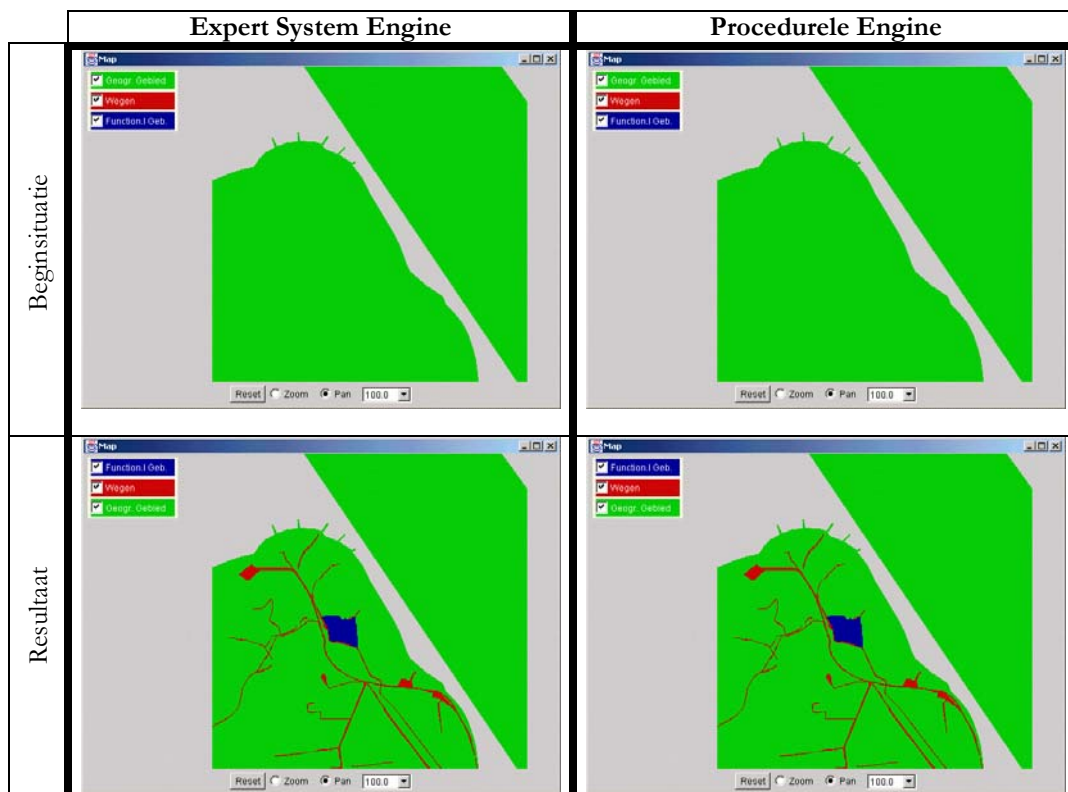 Expert System Engine
Procedurele Engine
Beginsituatie
Map
Geogr. Gebied
Wegen
Function.l Geb.
Reset Zoom Pan 100.0
Map
Geogr. Gebied
Wegen
Function.l Geb.
Reset Zoom Pan 100.0
Resultaat
Map
Function.l Geb.
Wegen
Geogr. Gebied
Reset Zoom Pan 100.0
Map
Function.l Geb.
Wegen
Geogr. Gebied
Reset Zoom Pan 100.0